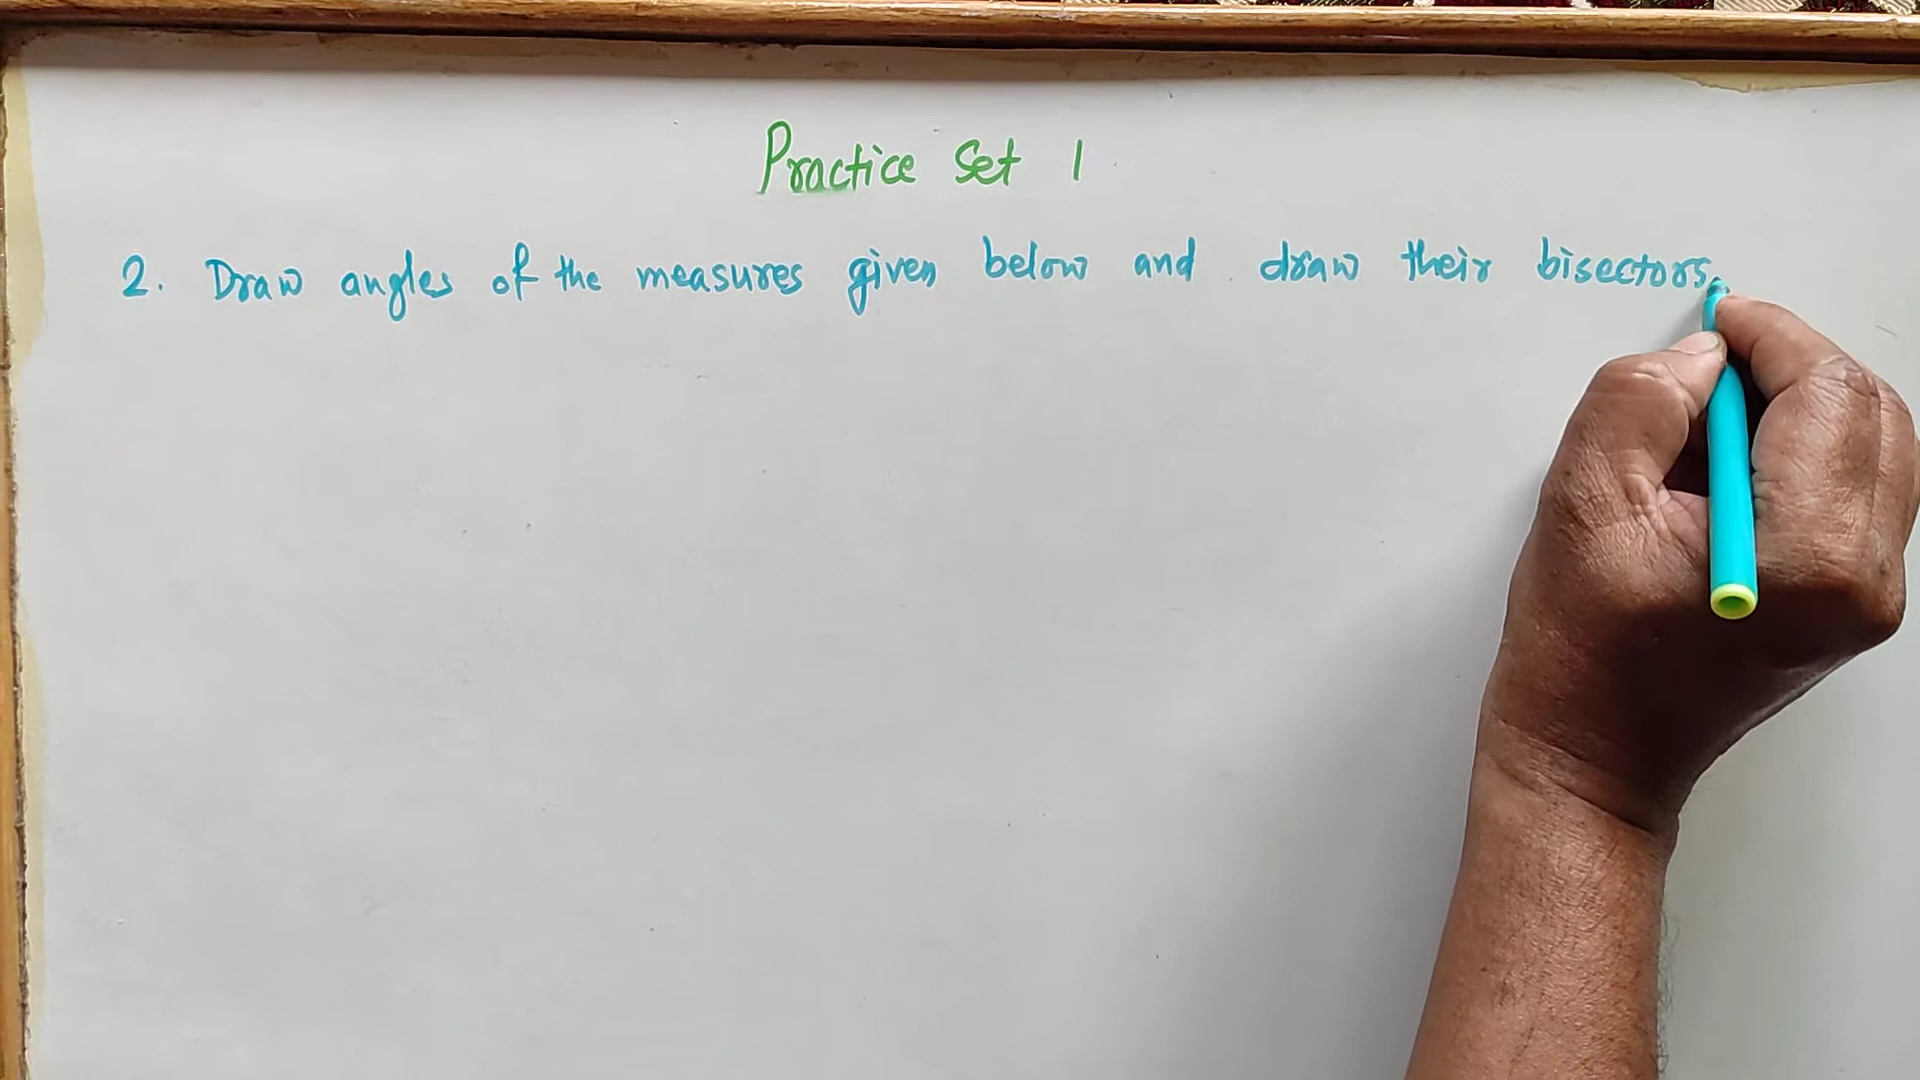 Practice Set 1
2. Draw angles of the measures given below and draw their bisectors.